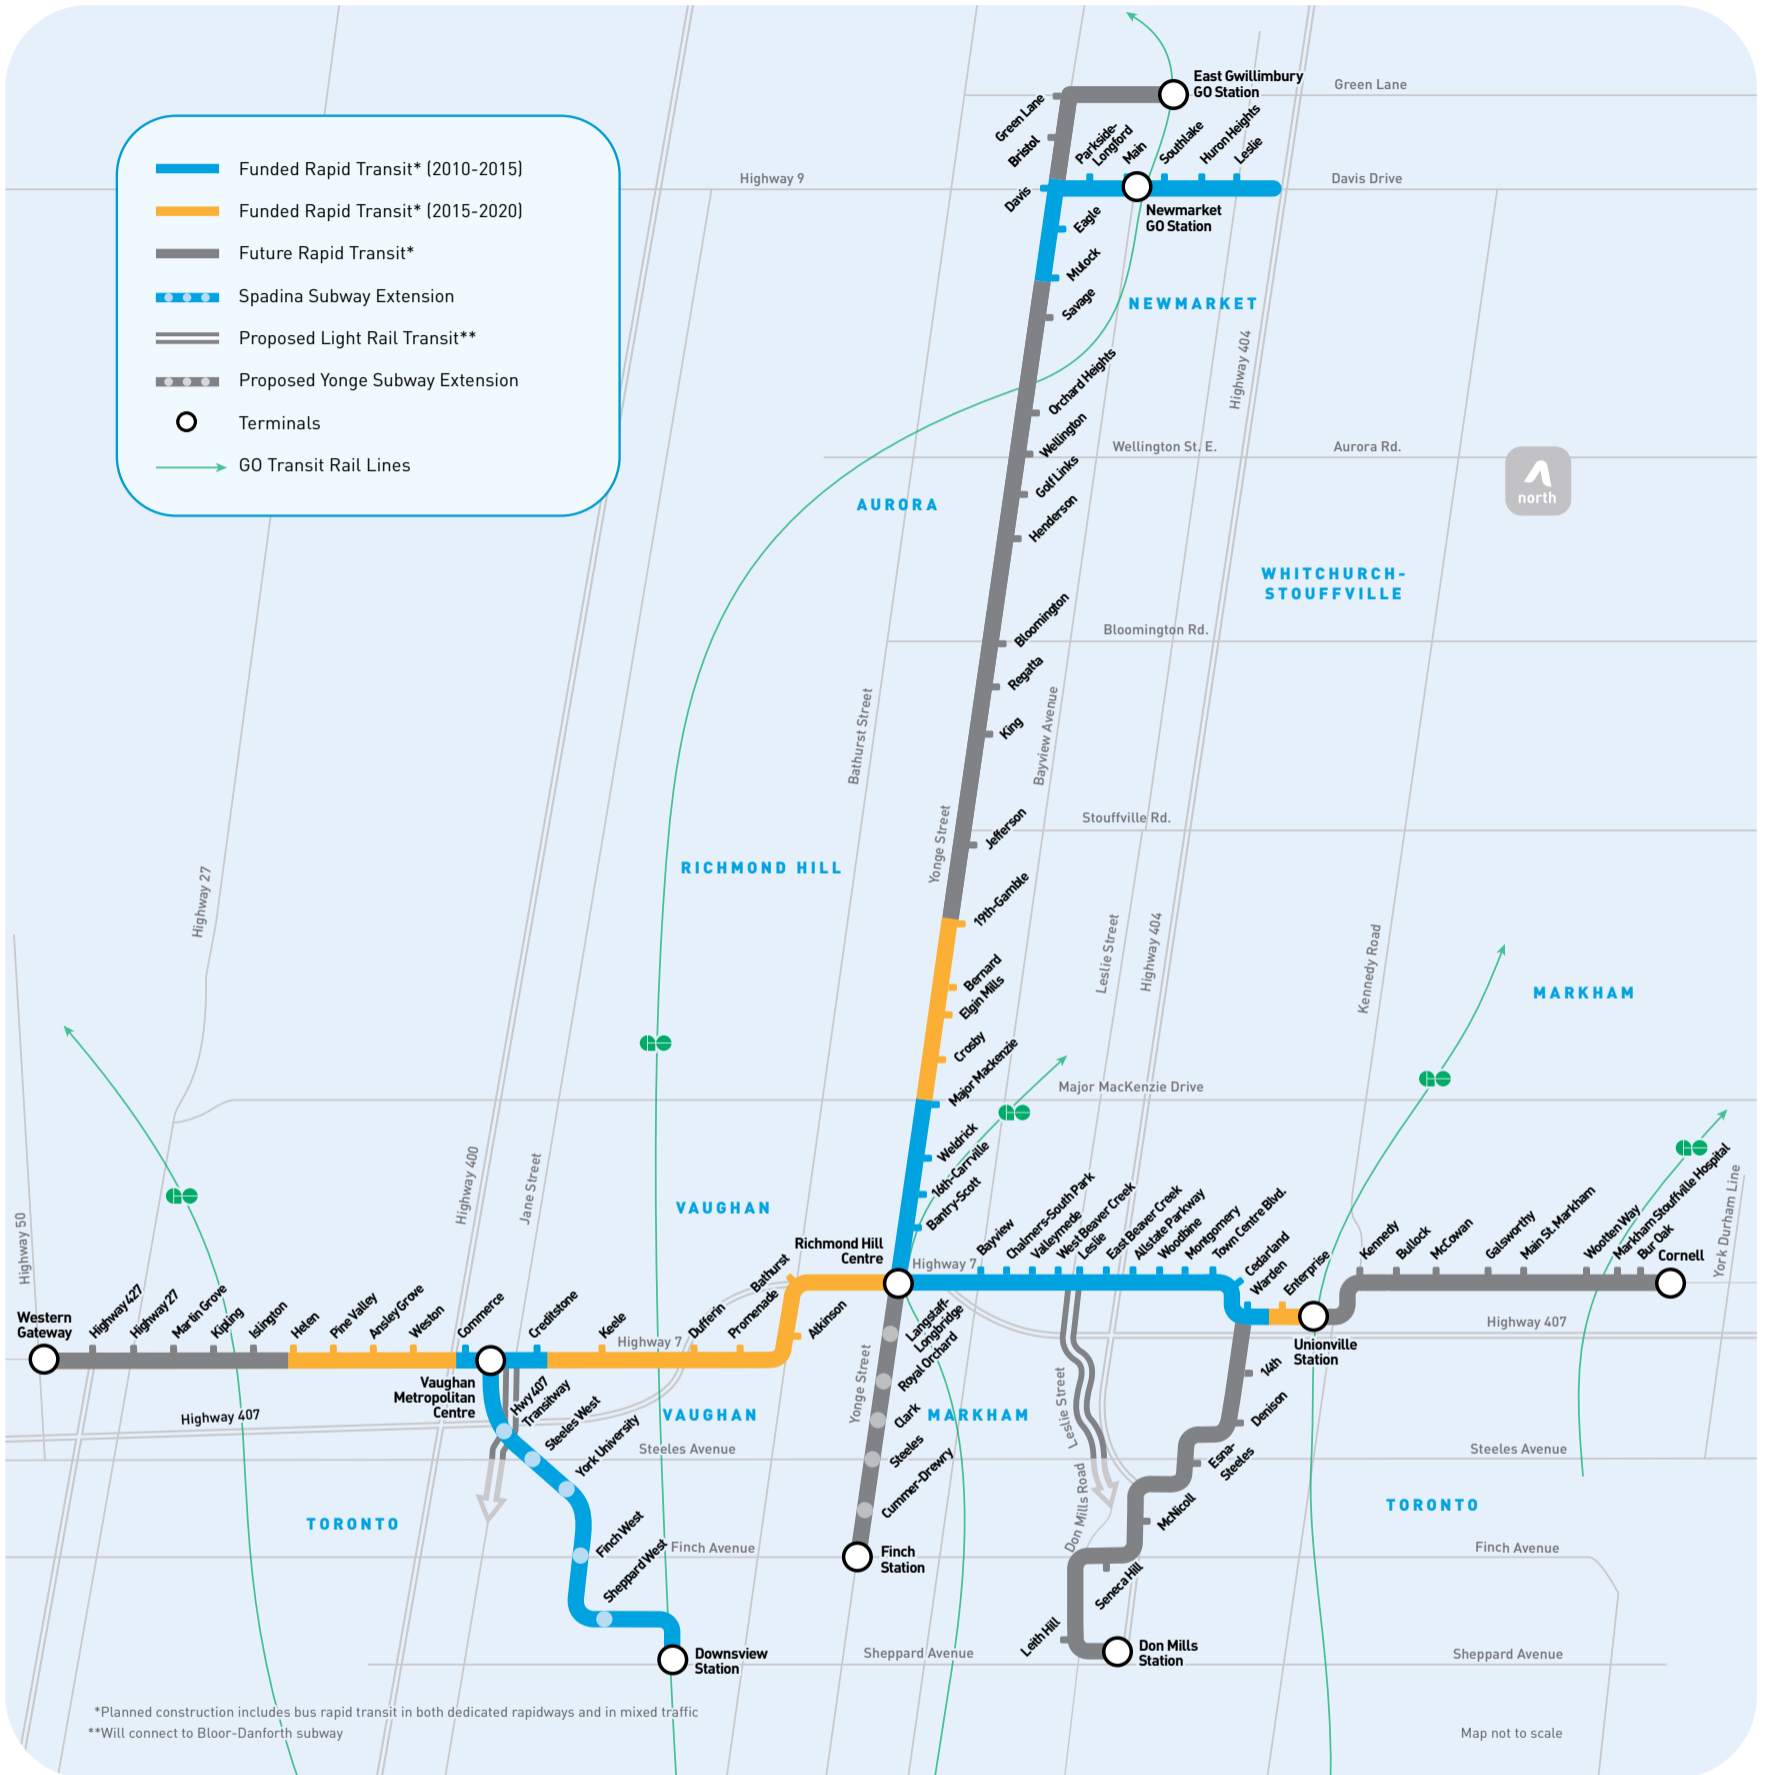 East Gwillimbury
GO Station
Green Lane
Green Lane
Bristol
Parkside-
Longford
Main
Southlake
Huron Heights
Leslie
Funded Rapid Transit* (2010-2015)
Funded Rapid Transit* (2015-2020)
Future Rapid Transit*
Spadina Subway Extension
Proposed Light Rail Transit**
Proposed Yonge Subway Extension
Terminals
GO Transit Rail Lines
Highway 9
Davis Drive
Davis
Newmarket
GO Station
Eagle
Mulock
Savage
NEWMARKET
Highway 404
Orchard Heights
Wellington
Wellington St. E.
Aurora Rd.
Golf Links
north
AURORA
Henderson
WHITCHURCH-
STOUFFVILLE
Bloomington
Bloomington Rd.
Regatta
King
Bathurst Street
Bayview Avenue
Jefferson
Stouffville Rd.
Yonge Street
RICHMOND HILL
Highway 27
19th-Gamble
Leslie Street
Highway 404
Kennedy Road
Bernard
Elgin Mills
MARKHAM
Crosby
Major Mackenzie
Major MacKenzie Drive
Weldrick
16th-Carrville
Bantry-Scott
Highway 400
Jane Street
VAUGHAN
Highway 50
York Durham Line
Richmond Hill
Centre
Highway 7
Bayview
Chalmers-South Park
Valleymede
West Beaver Creek
Leslie
East Beaver Creek
Allstate Parkway
Woodbine
Montgomery
Town Centre Blvd.
Cedarland
Warden
Enterprise
Kennedy
Bullock
McCowan
Galsworthy
Main St. Markham
Wootten Way
Markham Stouffville Hospital
Bur Oak
Cornell
Western
Gateway
Highway 427
Highway 27
Martin Grove
Kipling
Islington
Helen
Pine Valley
Ansley Grove
Weston
Commerce
Creditstone
Keele
Highway 7
Dufferin
Promenade
Bathurst
Atkinson
Langstaff-
Longbridge
Royal Orchard
Highway 407
Unionville
Station
Vaughan
Metropolitan
Centre
Hwy 407
Transitway
Steeles West
York University
Highway 407
VAUGHAN
Yonge Street
Clark
MARKHAM
Leslie Street
14th
Denison
Steeles Avenue
Steeles
Esna-
Steeles
Steeles Avenue
Cummer-Drewry
Don Mills Road
McNicoll
TORONTO
TORONTO
Finch West
Sheppard West
Finch Avenue
Finch
Station
Finch Avenue
Seneca Hill
Leith Hill
Downsview
Station
Sheppard Avenue
Don Mills
Station
Sheppard Avenue
*Planned construction includes bus rapid transit in both dedicated rapidways and in mixed traffic
**Will connect to Bloor-Danforth subway
Map not to scale